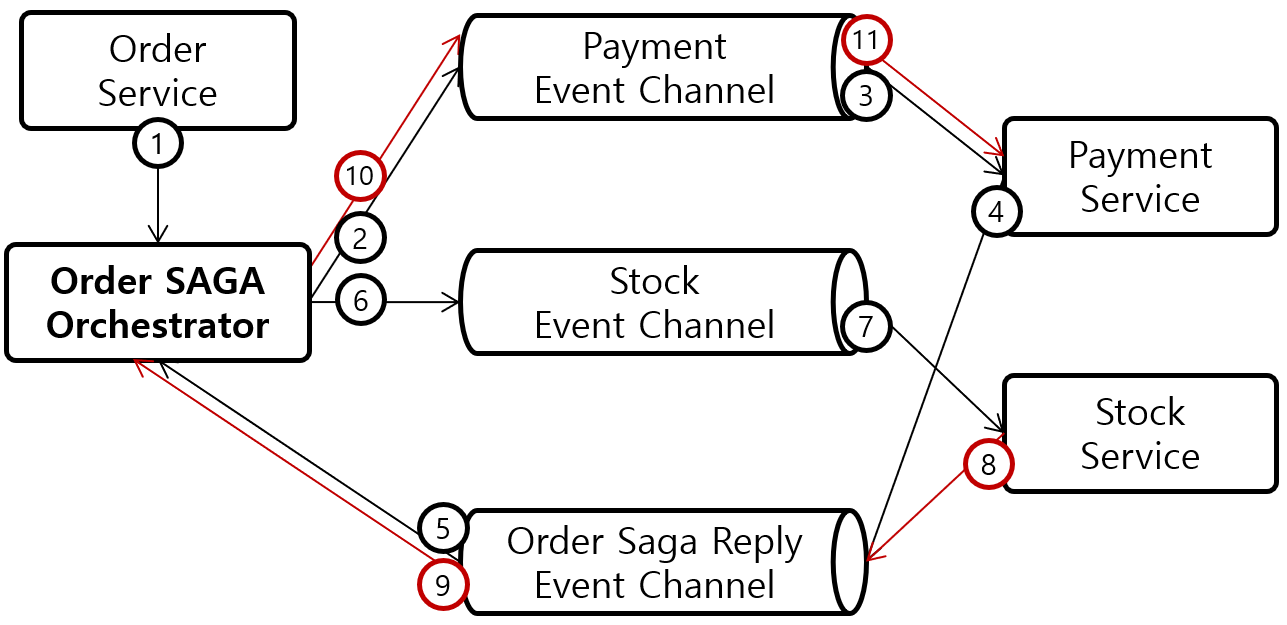 Order
Service
1
Payment
Event Channel
11
3
Payment
Service
10
2
4
Order SAGA
Orchestrator
6
Stock
Event Channel
7
Stock
Service
8
5
Order Saga Reply
Event Channel
9